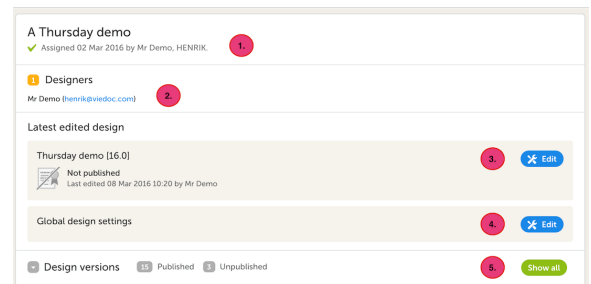 A Thursday demo
Assigned 02 Mar 2016 by Mr Demo, HENRIK.
1.
1 Designers
Mr Demo (henrik@viedoc.com)
2.
Latest edited design
Thursday demo [16.0]
3.
Edit
Not published
Last edited 08 Mar 2016 10:20 by Mr Demo
Global design settings
4.
Edit
Design versions 15 Published 3 Unpublished
5.
Show all